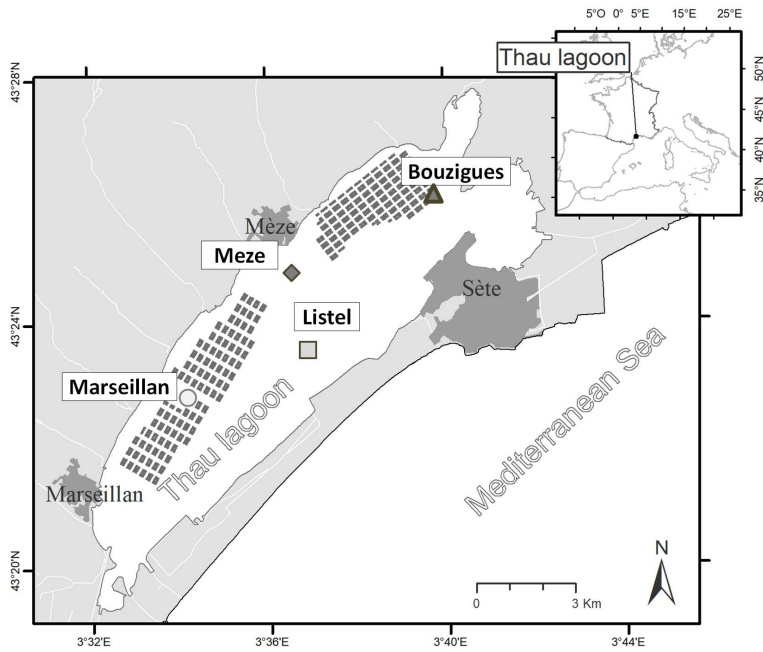 5°O 0° 5°E 15°E 25°E
Thau lagoon
50°N
45°N
40°N
35°N
43°28'N
Bouzigues
Mèze
Meze
Sète
43°24'N
Listel
Marseillan
Thau lagoon
Mediterranean Sea
Marseillan
N
43°20'N
0 3 Km
3°32'E 3°36'E 3°40'E 3°44'E